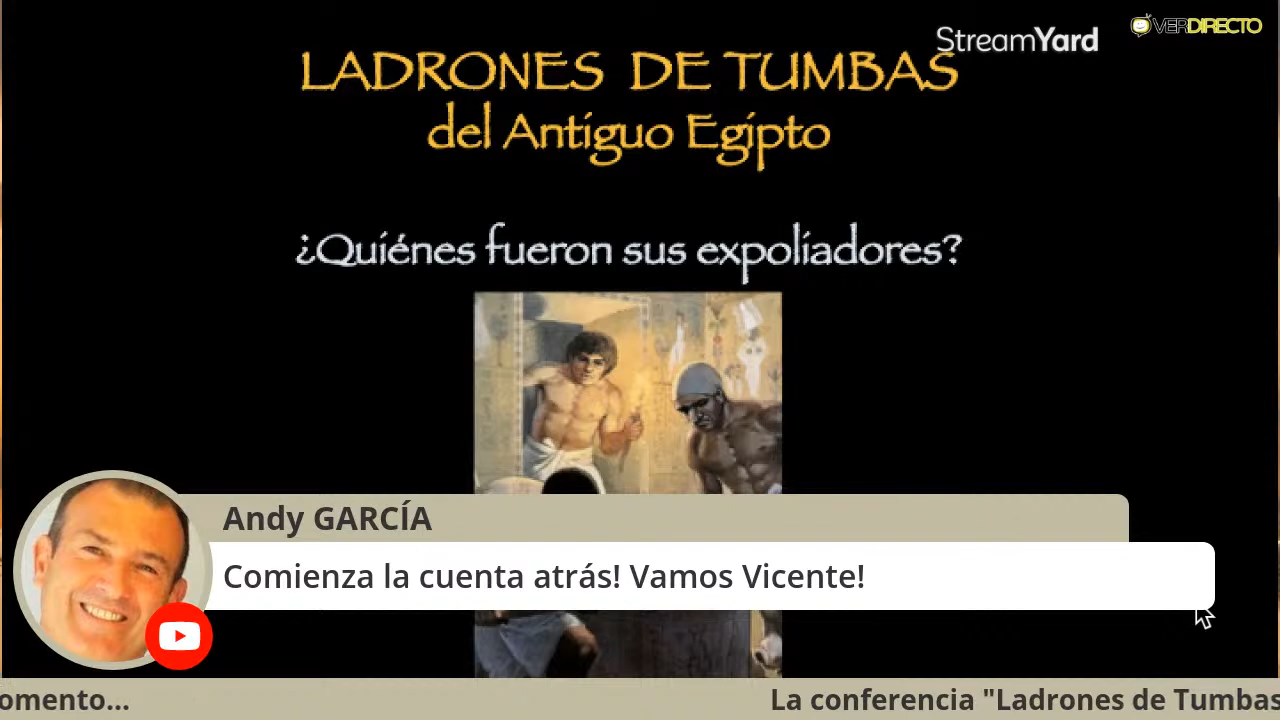 StreamYard
VERDIRECTO
LADRONES DE TUMBAS
del Antiguo Egipto
¿Quiénes fueron sus expoliadores?
Andy GARCÍA
Comienza la cuenta atrás! Vamos Vicente!
omento...
La conferencia "Ladrones de Tumbas